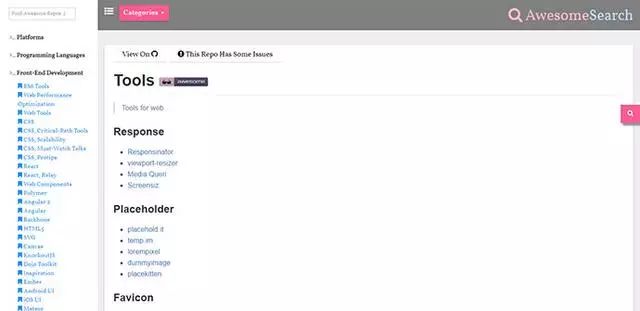 Find Awesome Repos :)
Categories
AwesomeSearch
Platforms
Programming Languages
Front-End Development
ES6 Tools
Web Performance
Optimization
Web Tools
CSS
CSS, Critical-Path Tools
CSS, Scalability
CSS, Must-Watch Talks
CSS, Protips
React
React, Relay
Web Components
Polymer
Angular 2
Angular
Backbone
HTML5
SVG
Canvas
KnockoutJS
Dojo Toolkit
Inspiration
Ember
Android UI
iOS UI
Meteor
View On
This Repo Has Some Issues
Tools
awesome
Tools for web
Response
Responsinator
viewport-resizer
Media Queri
Screensiz
Placeholder
placehold.it
temp.im
lorempixel
dummyimage
placekitten
Favicon